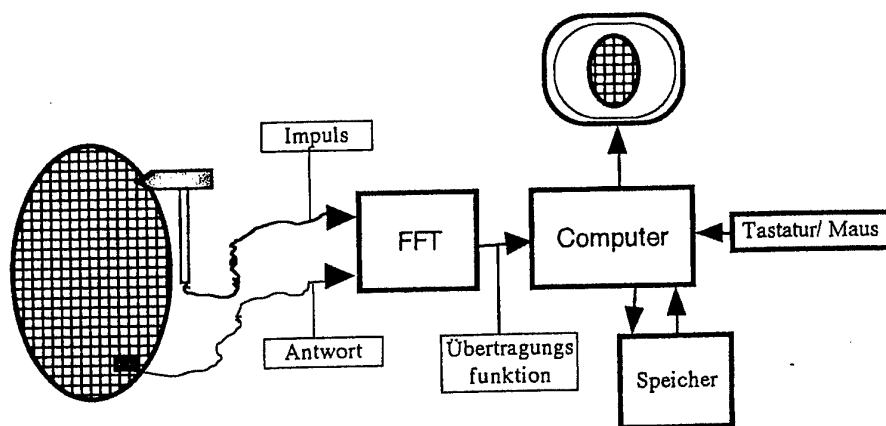 Impuls
FFT
Computer
Tastatur/ Maus
Antwort
Übertragungs
funktion
Speicher